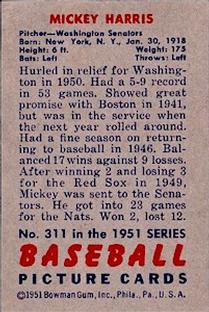 MICKEY HARRIS
Pitcher—Washington Senators
Born: New York, N. Y., Jan. 30, 1918
Height: 6 ft. Weight: 175
Bats: Left Throws: Left
Hurled in relief for Washing-
ton in 1950. Had a 5-9 record
in 53 games. Showed great
promise with Boston in 1941,
but was in the service when
the next year rolled around.
Had a fine season on return-
ing to baseball in 1946. Bal-
anced 17 wins against 9 losses.
After winning 2 and losing 3
for the Red Sox in 1949,
Mickey was sent to the Sena-
tors. He got into 23 games
for the Nats. Won 2, lost 12.
No. 311 in the 1951 SERIES
BASEBALL
PICTURE CARDS
©1951 Bowman Gum, Inc., Phila., Pa., U. S. A.